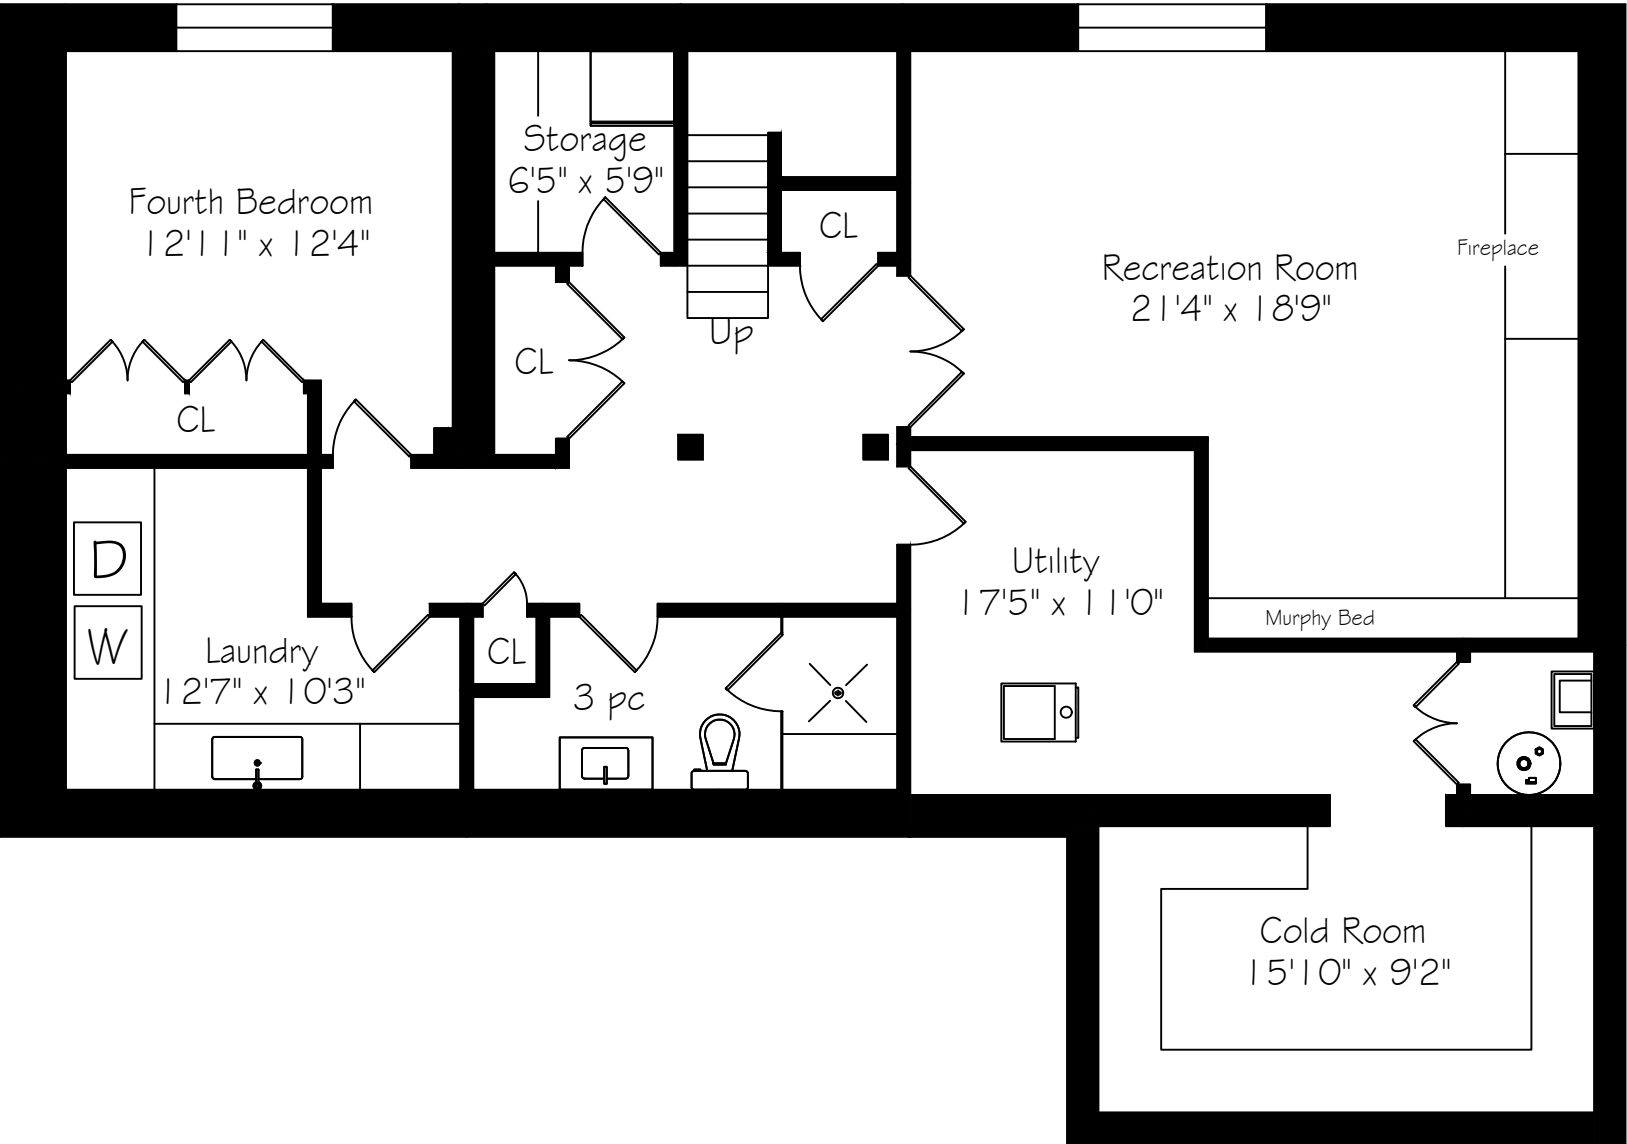 Storage
6'5" x 5'9"
Fourth Bedroom
12'11" x 12'4"
CL
Fireplace
Recreation Room
21'4" x 18'9"
Up
CL
CL
D
Utility
17'5" x 11'0"
Murphy Bed
W
Laundry
12'7" x 10'3"
CL
3 pc
Cold Room
15'10" x 9'2"